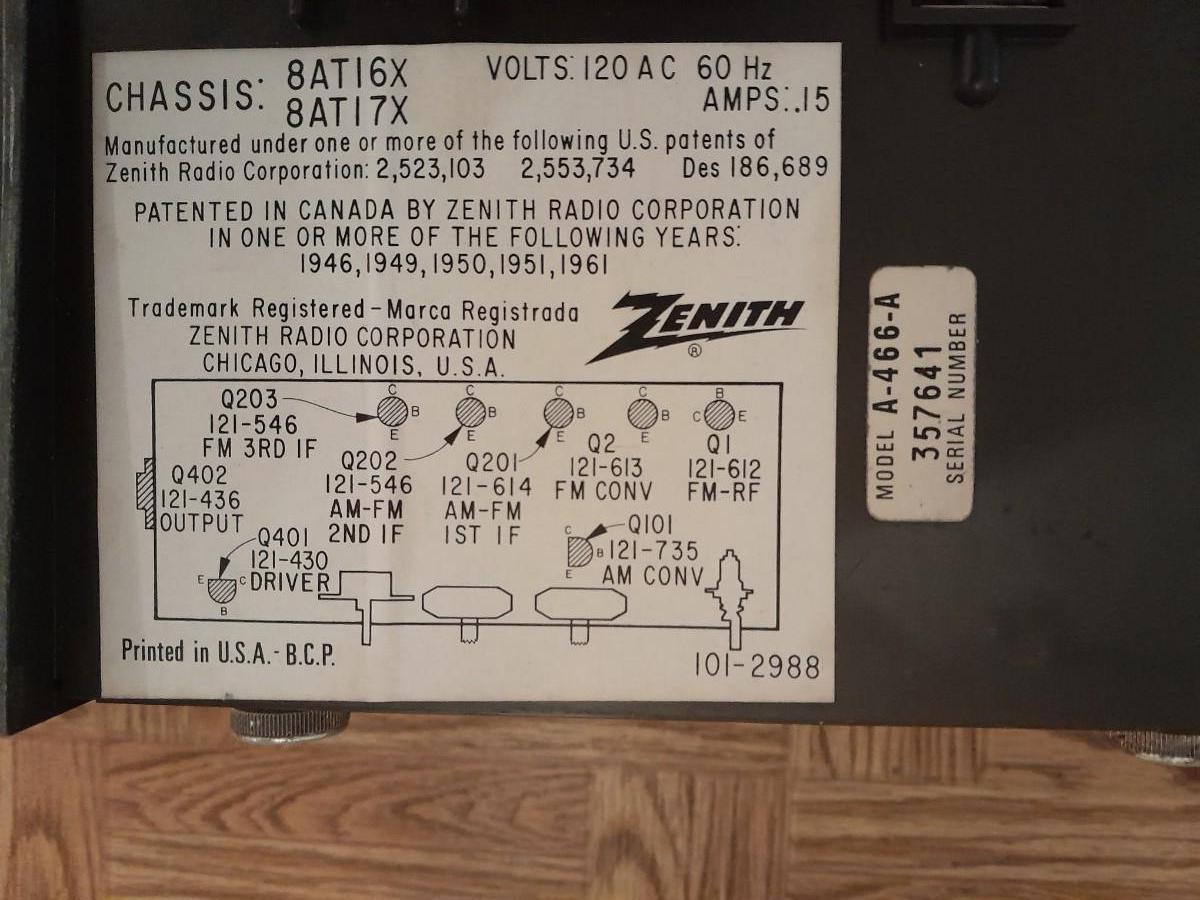 CHASSIS: 8AT16X
8AT17X
VOLTS: 120 AC 60 Hz
AMPS: .15
Manufactured under one or more of the following U.S. patents of
Zenith Radio Corporation: 2,523,103 2,553,734 Des 186,689
PATENTED IN CANADA BY ZENITH RADIO CORPORATION
IN ONE OR MORE OF THE FOLLOWING YEARS:
1946, 1949, 1950, 1951, 1961
Trademark Registered - Marca Registrada
ZENITH RADIO CORPORATION
CHICAGO, ILLINOIS, U.S.A.
ZENITH
®
Q203
121-546
FM 3RD IF
C
B
E
Q202
121-546
AM-FM
2ND IF
C
B
E
Q201
121-614
AM-FM
1ST IF
C
B
E
Q2
121-613
FM CONV
C
B
E
Q1
121-612
FM-RF
B
C E
Q402
121-436
OUTPUT
Q401
121-430
DRIVER
E C
B
Q101
121-735
AM CONV
C
B
E
Printed in U.S.A. - B.C.P.
101-2988
MODEL A-466-A
357641
SERIAL NUMBER